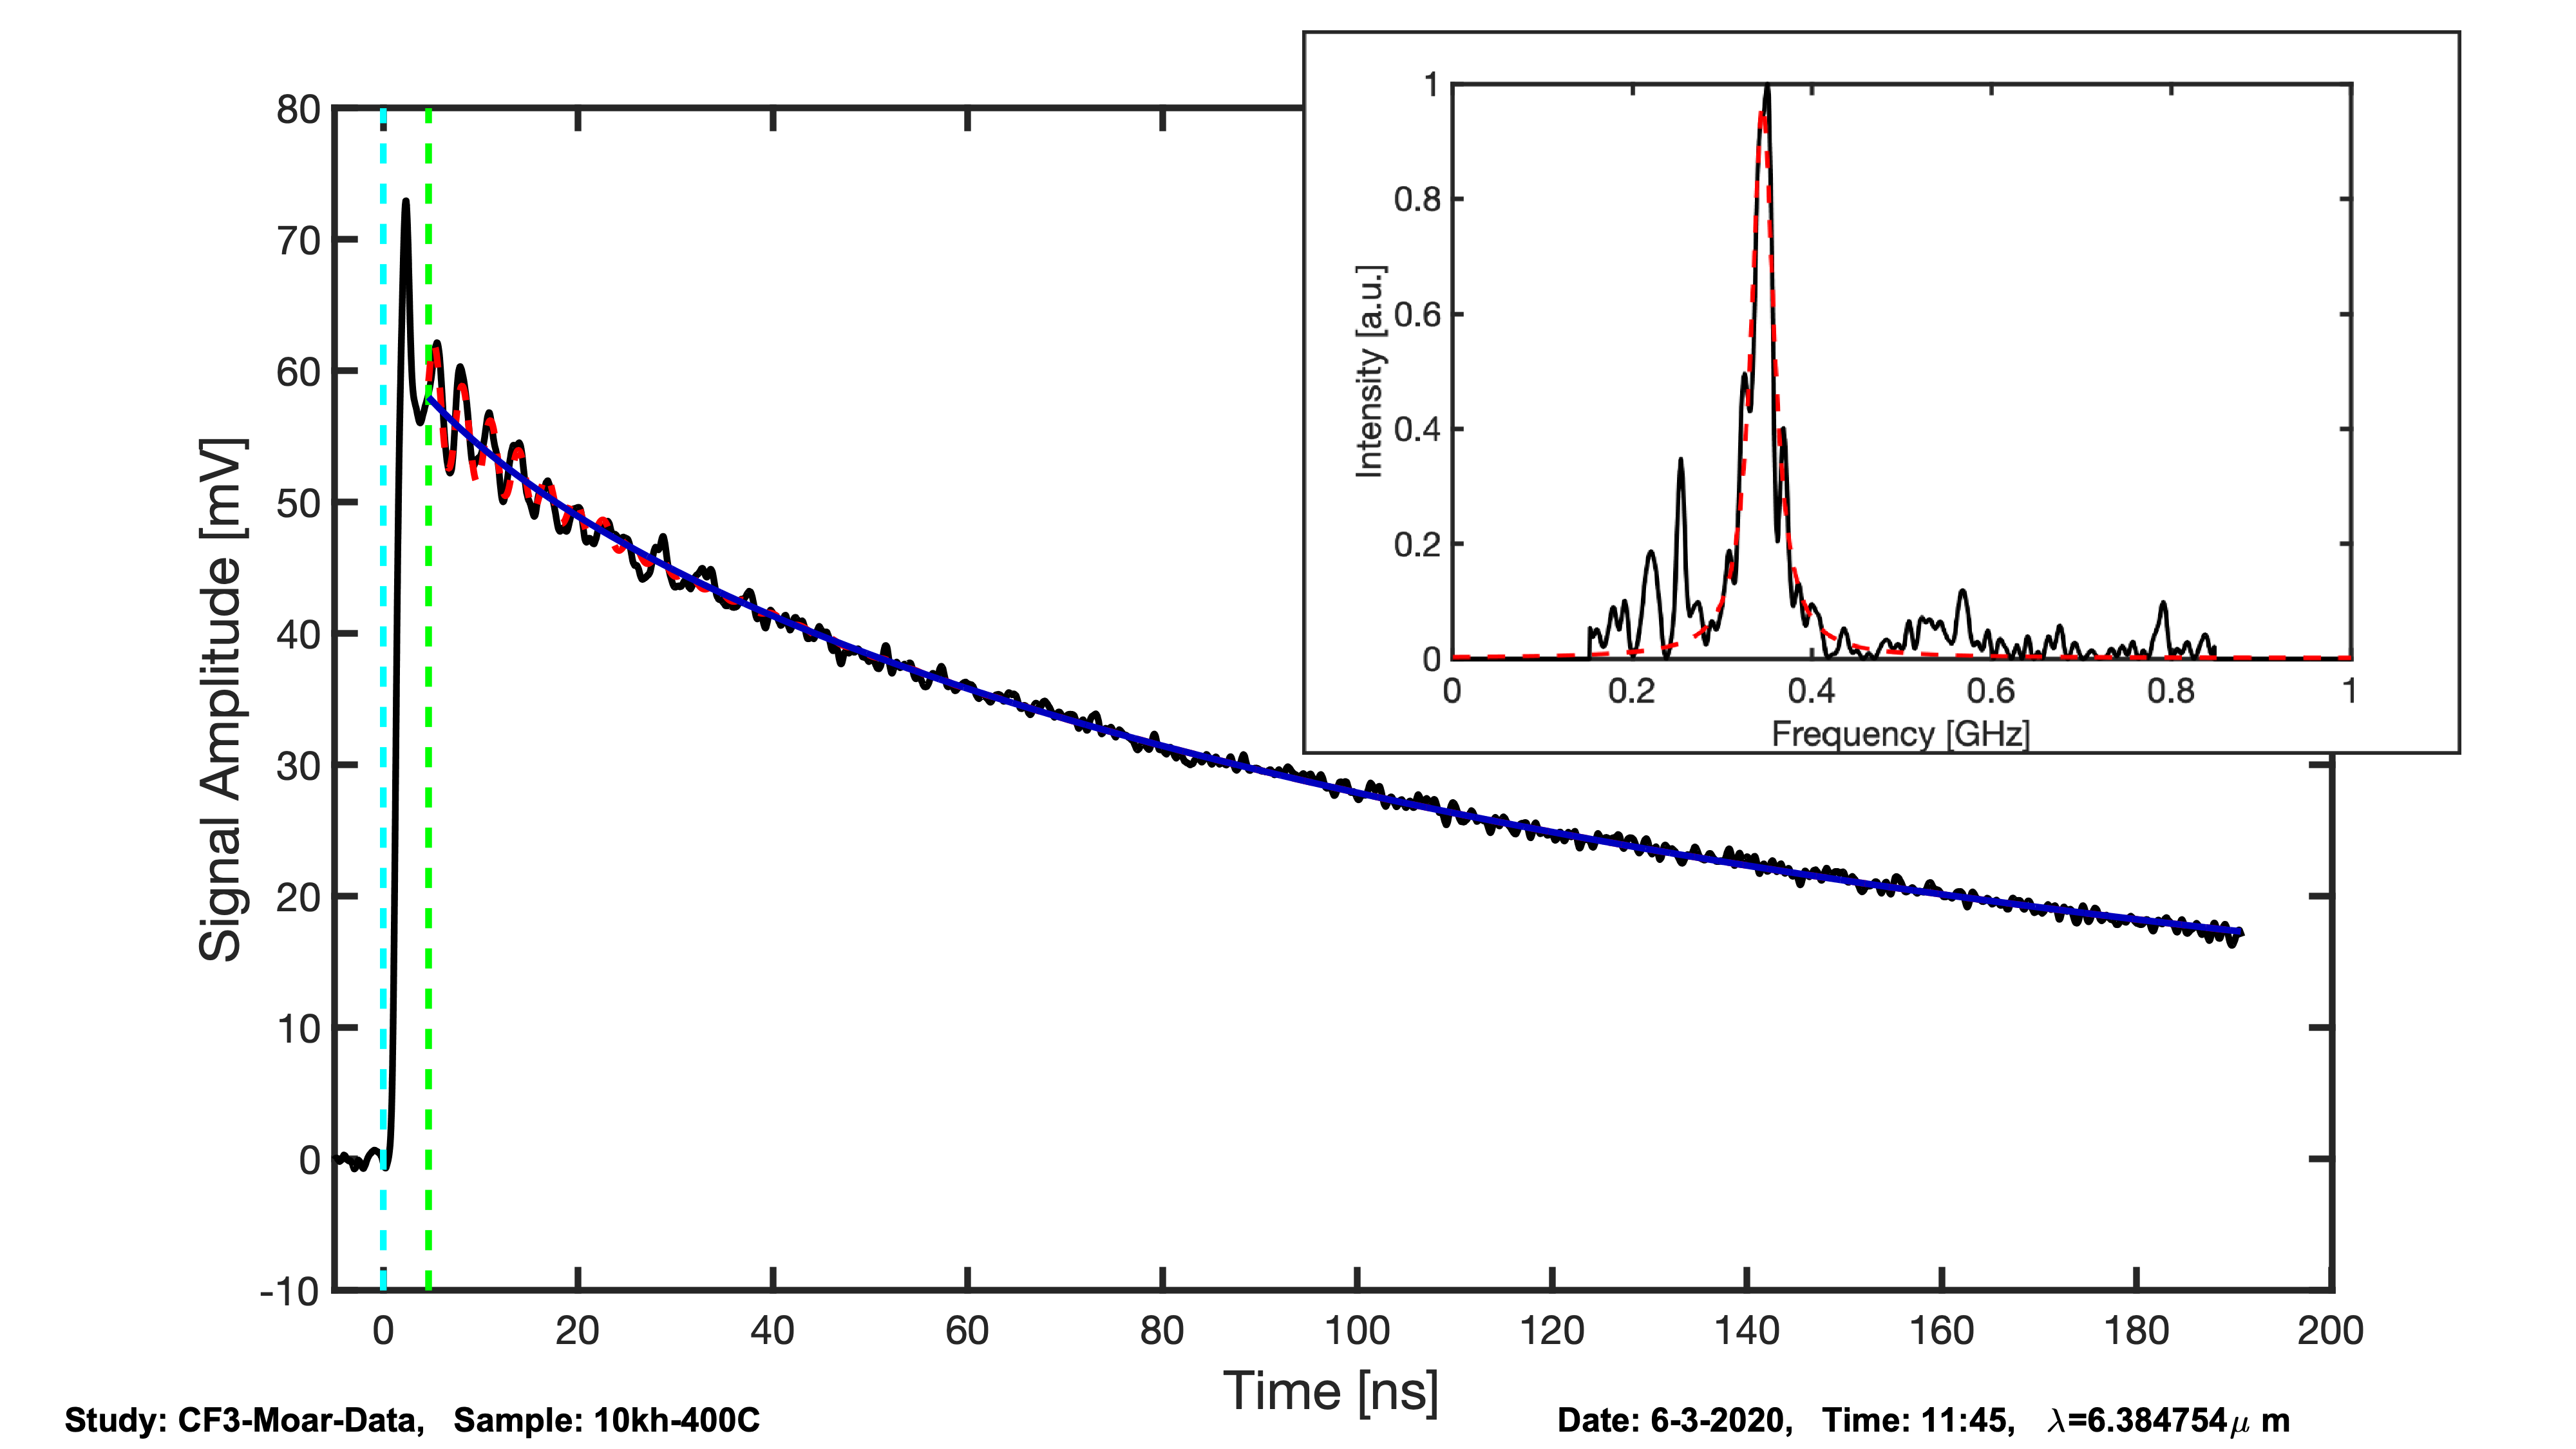 80
70
60
50
40
30
20
10
0
-10
Signal Amplitude [mV]
0 20 40 60 80 100 120 140 160 180 200
Time [ns]
1
0.8
0.6
0.4
0.2
0
Intensity [a.u.]
0 0.2 0.4 0.6 0.8 1
Frequency [GHz]
Study: CF3-Moar-Data, Sample: 10kh-400C
Date: 6-3-2020, Time: 11:45, λ=6.384754μ m